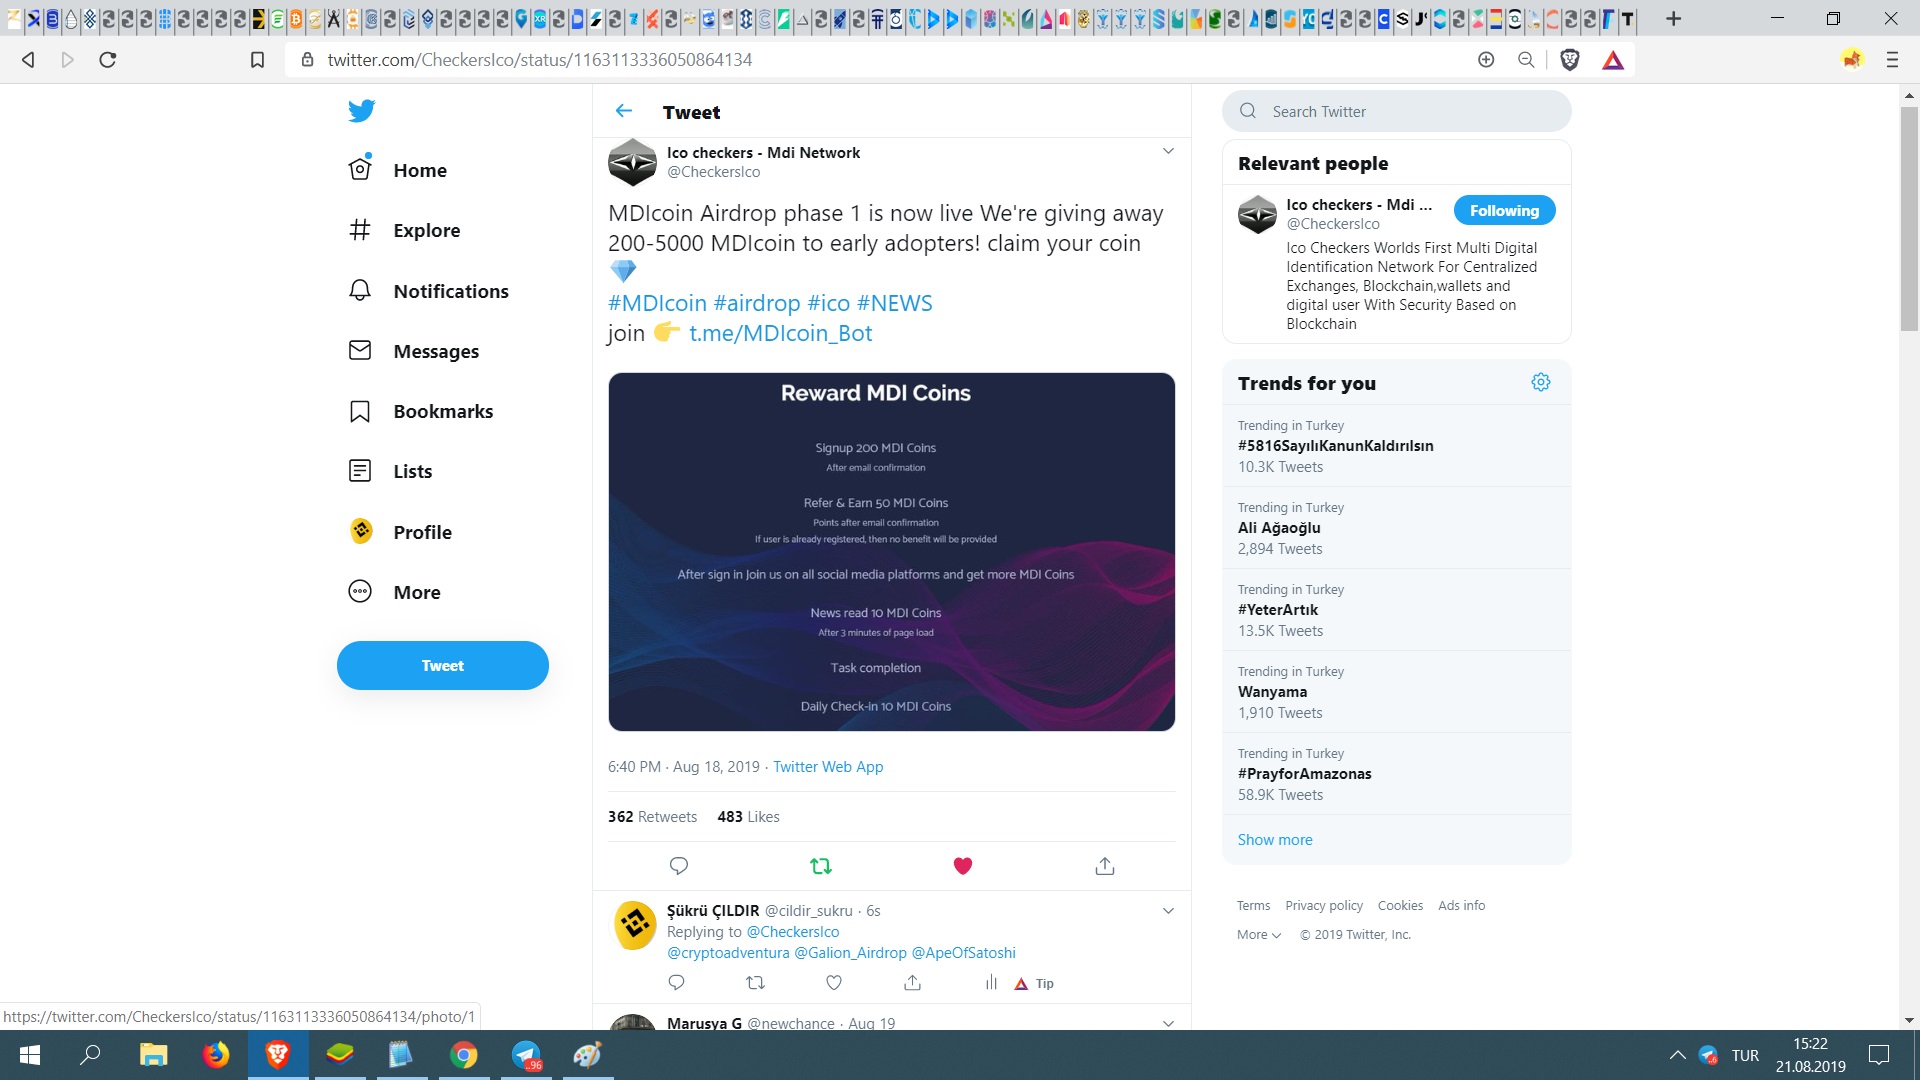 twitter.com/CheckersIco/status/1163113336050864134
Home
Explore
Notifications
Messages
Bookmarks
Lists
Profile
More
Tweet
Tweet
Ico checkers - Mdi Network
@CheckersIco
MDIcoin Airdrop phase 1 is now live We're giving away
200-5000 MDIcoin to early adopters! claim your coin
💎
#MDIcoin #airdrop #ico #NEWS
join 👉 t.me/MDIcoin_Bot
Reward MDI Coins
Signup 200 MDI Coins
After email confirmation
Refer & Earn 50 MDI Coins
Points after email confirmation
If user is already registered, then no benefit will be provided
After sign in Join us on all social media platforms and get more MDI Coins
News read 10 MDI Coins
After 3 minutes of page load
Task completion
Daily Check-in 10 MDI Coins
6:40 PM · Aug 18, 2019 · Twitter Web App
362 Retweets 483 Likes
Şükrü ÇILDIR @cildir_sukru · 6s
Replying to @CheckersIco
@cryptoadventura @Galion_Airdrop @ApeOfSatoshi
Tip
Marusya G @newchance · Aug 19
Search Twitter
Relevant people
Ico checkers - Mdi ...
Following
@CheckersIco
Ico Checkers Worlds First Multi Digital
Identification Network For Centralized
Exchanges, Blockchain,wallets and
digital user With Security Based on
Blockchain
Trends for you
Trending in Turkey
#5816SayılıKanunKaldırılsın
10.3K Tweets
Trending in Turkey
Ali Ağaoğlu
2,894 Tweets
Trending in Turkey
#YeterArtık
13.5K Tweets
Trending in Turkey
Wanyama
1,910 Tweets
Trending in Turkey
#PrayforAmazonas
58.9K Tweets
Show more
Terms Privacy policy Cookies Ads info
More © 2019 Twitter, Inc.
https://twitter.com/CheckersIco/status/1163113336050864134/photo/1
..96
TUR
15:22
21.08.2019